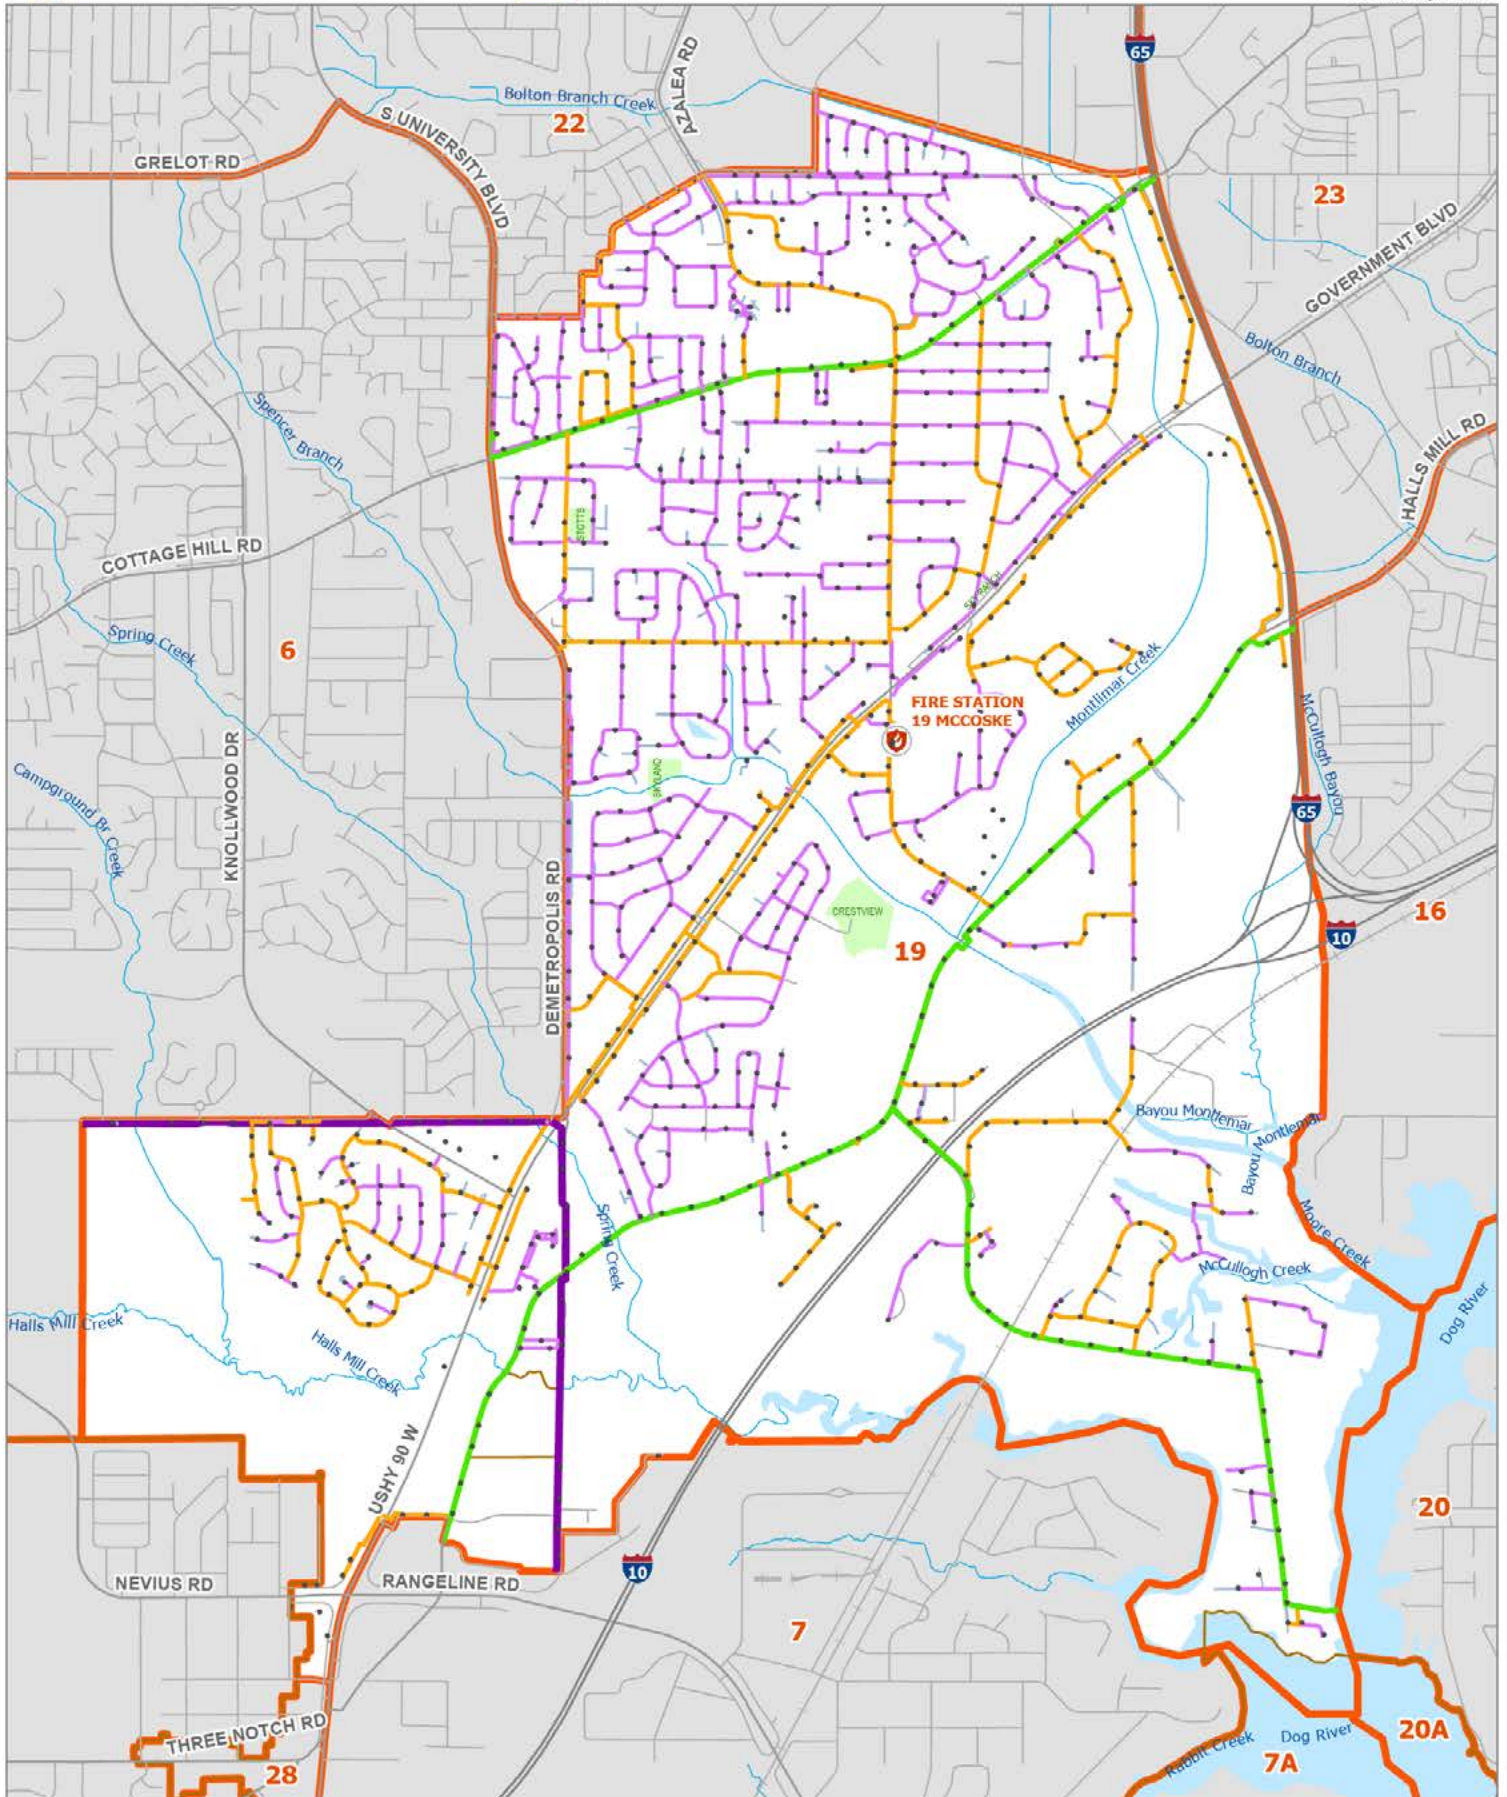 65
AZALEA RD
Bolton Branch Creek
22
S UNIVERSITY BLVD
GRELOT RD
23
GOVERNMENT BLVD
Bolton Branch
Spencer Branch
HALLS MILL RD
STOTTS
COTTAGE HILL RD
SKY RANCH
Spring Creek
6
Montlimar Creek
FIRE STATION
19 MCCOSKE
McCullogh Bayou
KNOLLWOOD DR
SKYLAND
Campground Br Creek
65
DEMETROPOLIS RD
CRESTVIEW
16
10
19
Bayou Montlemar
Bayou Montlemar
Spring Creek
Moore Creek
McCullogh Creek
Halls Mill Creek
Dog River
Halls Mill Creek
USHY 90 W
20
10
NEVIUS RD
RANGELINE RD
7
THREE NOTCH RD
20A
Dog River
Rabbit Creek
7A
28